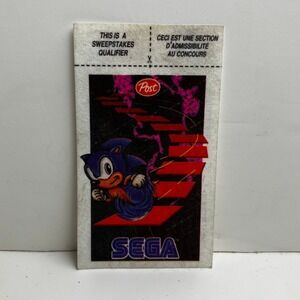 THIS IS A
SWEEPSTAKES
QUALIFIER
CECI EST UNE SECTION
D'ADMISSIBILITÉ
AU CONCOURS
Post
SEGA